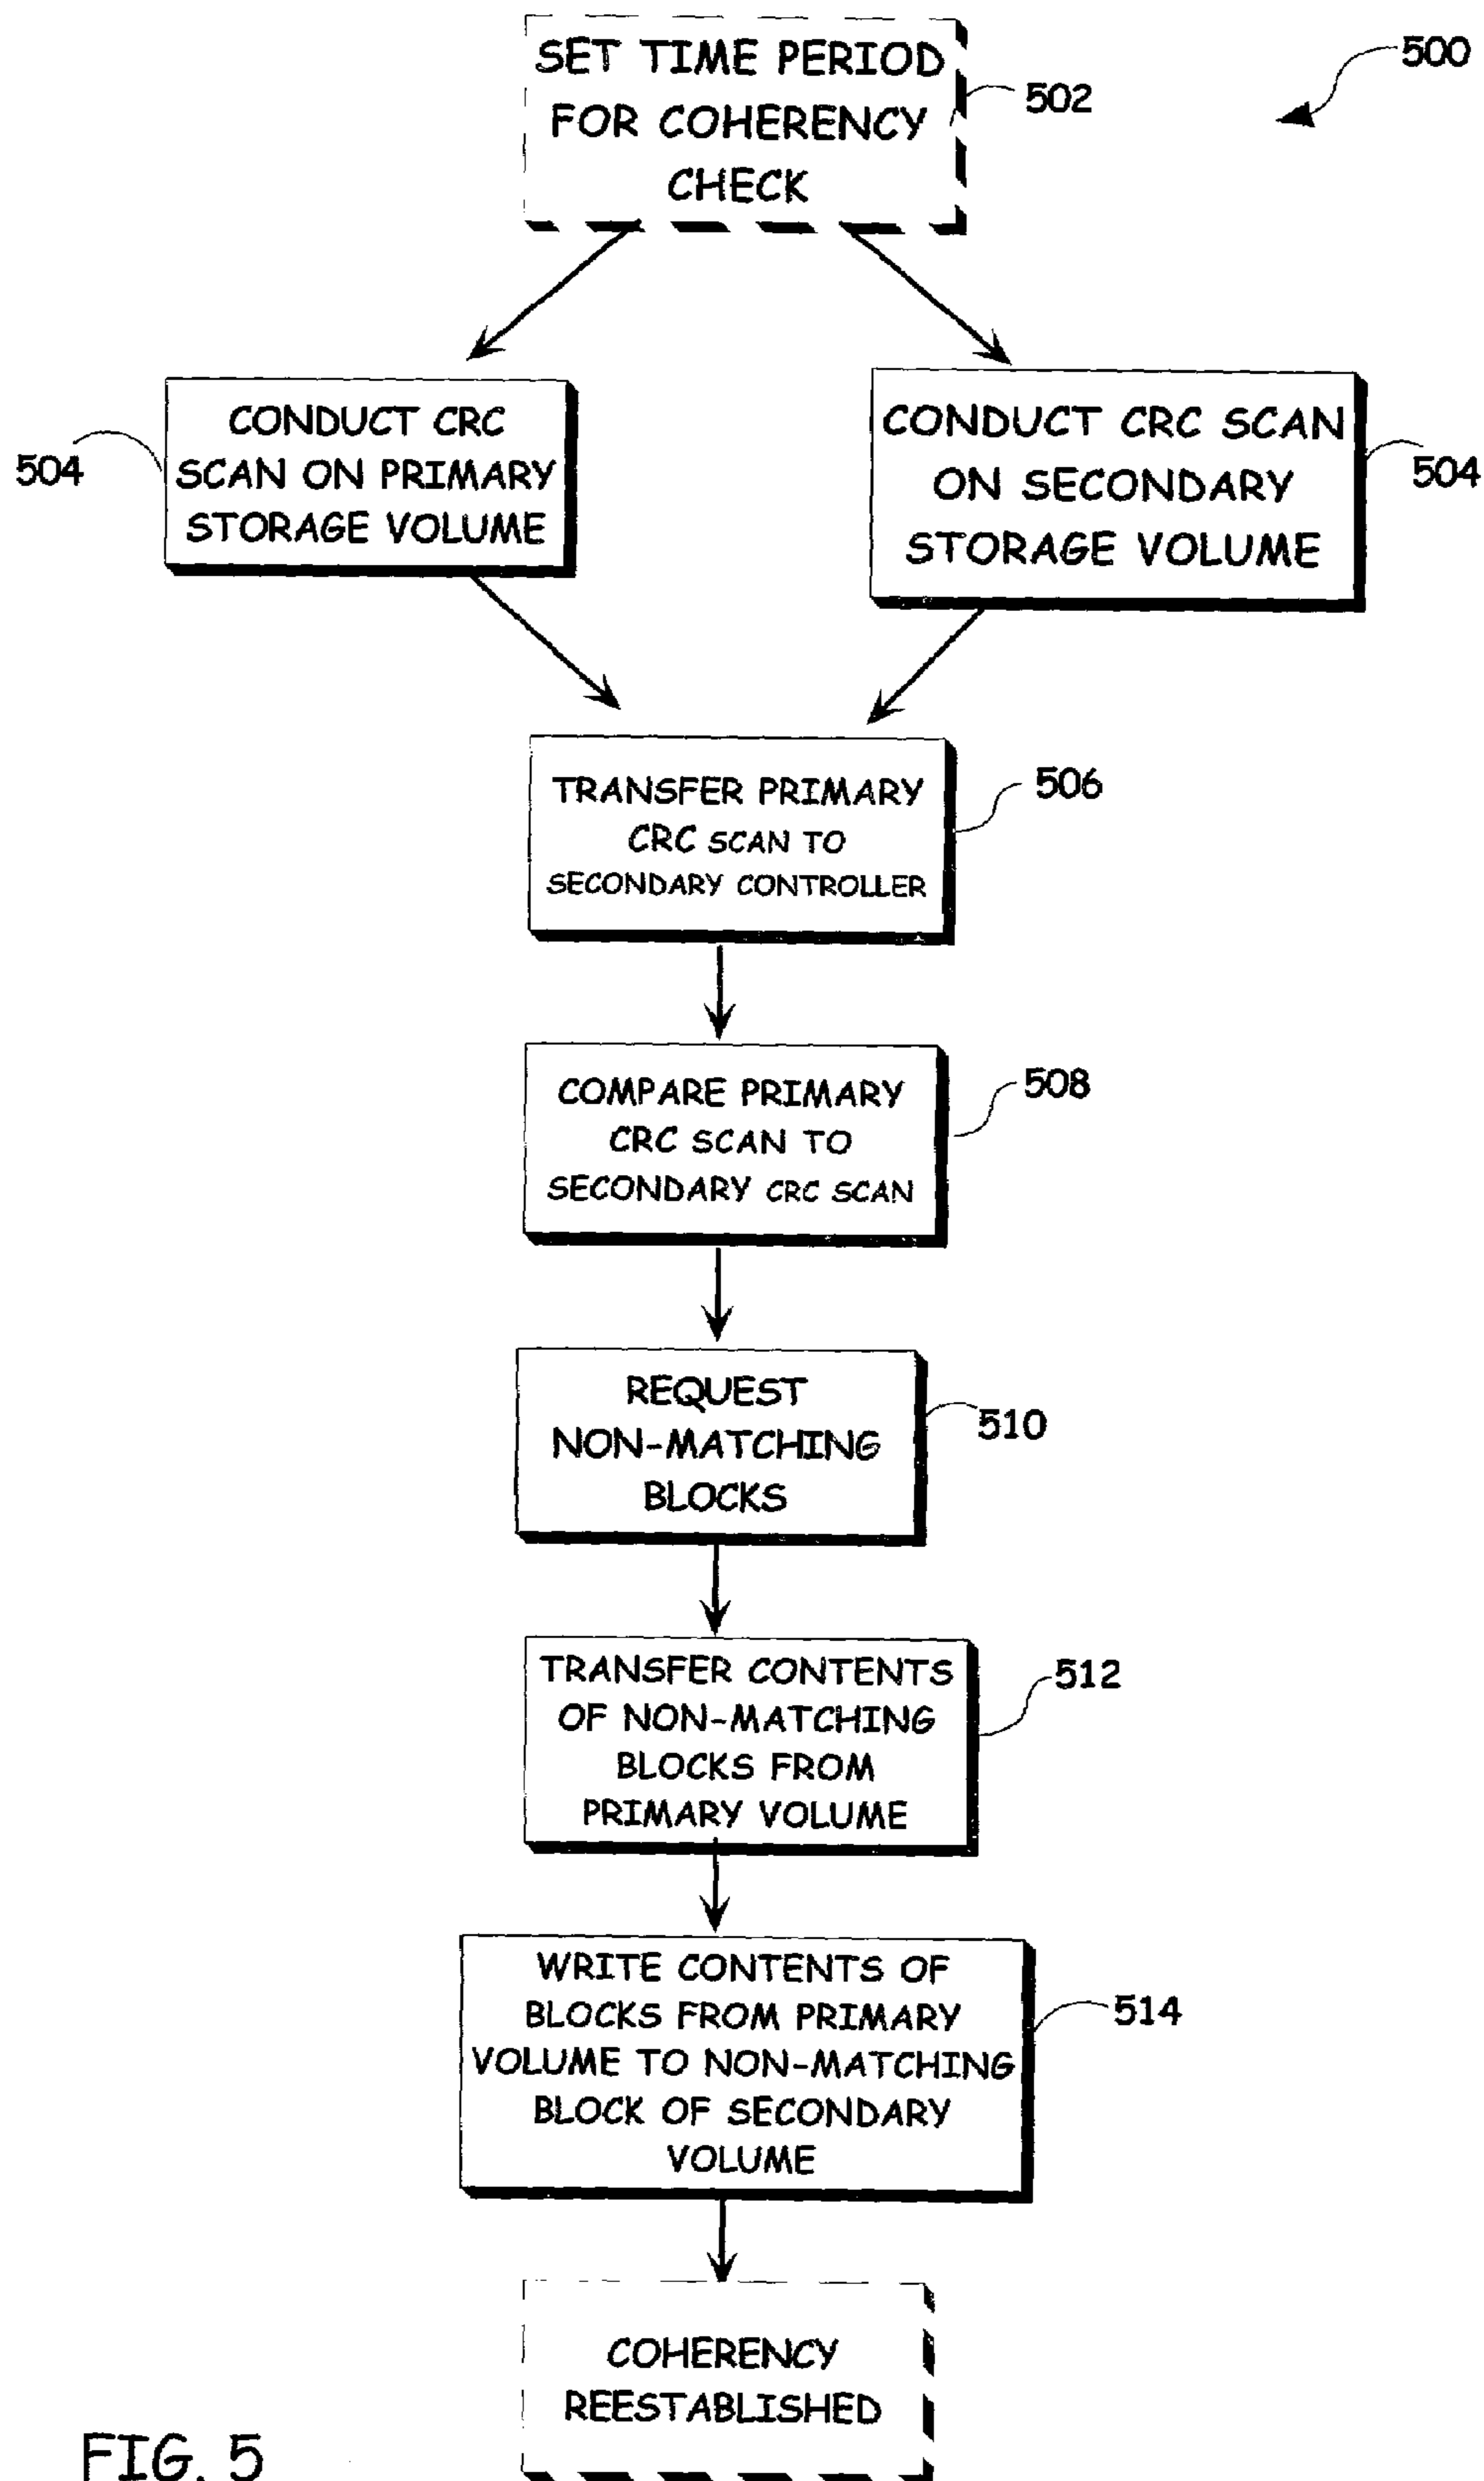 SET TIME PERIOD
FOR COHERENCY
CHECK
500
502
CONDUCT CRC
SCAN ON PRIMARY
STORAGE VOLUME
504
CONDUCT CRC SCAN
ON SECONDARY
STORAGE VOLUME
504
TRANSFER PRIMARY
CRC SCAN TO
SECONDARY CONTROLLER
506
COMPARE PRIMARY
CRC SCAN TO
SECONDARY CRC SCAN
508
REQUEST
NON-MATCHING
BLOCKS
510
TRANSFER CONTENTS
OF NON-MATCHING
BLOCKS FROM
PRIMARY VOLUME
512
WRITE CONTENTS OF
BLOCKS FROM PRIMARY
VOLUME TO NON-MATCHING
BLOCK OF SECONDARY
VOLUME
514
COHERENCY
REESTABLISHED
FIG. 5